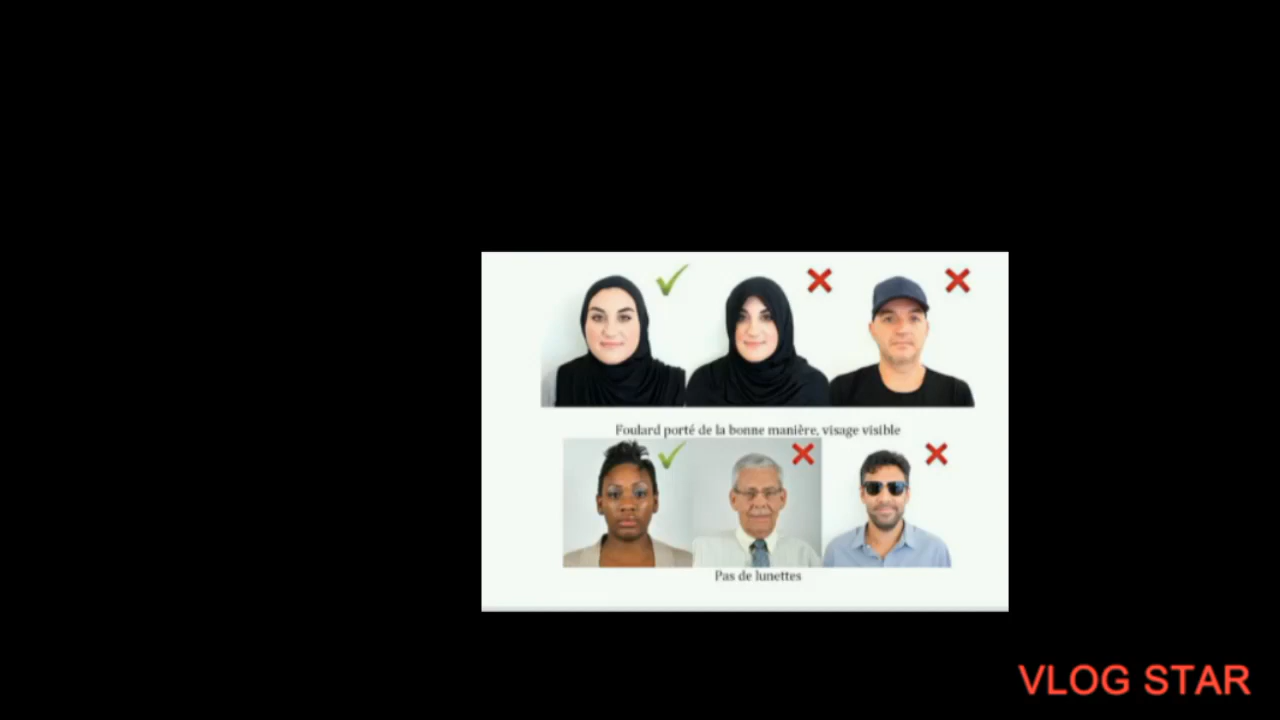 Foulard porté de la bonne manière, visage visible
Pas de lunettes
VLOG STAR